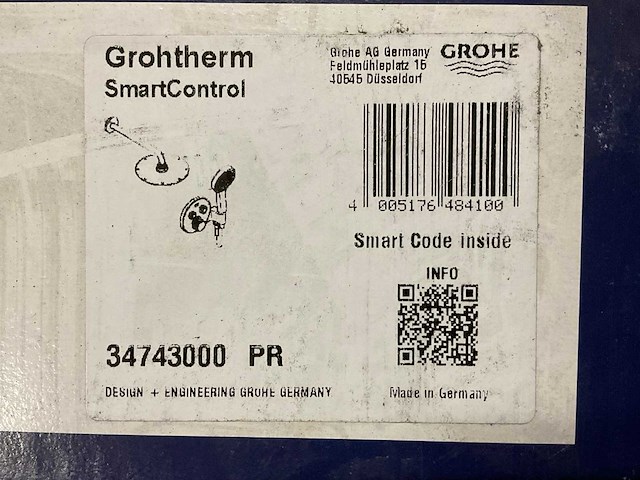 Grohtherm
SmartControl
Grohe AG Germany
Feldmühleplatz 15
40545 Düsseldorf
GROHE
4 005176 484100
Smart Code inside
INFO
34743000 PR
DESIGN + ENGINEERING GROHE GERMANY
Made in Germany